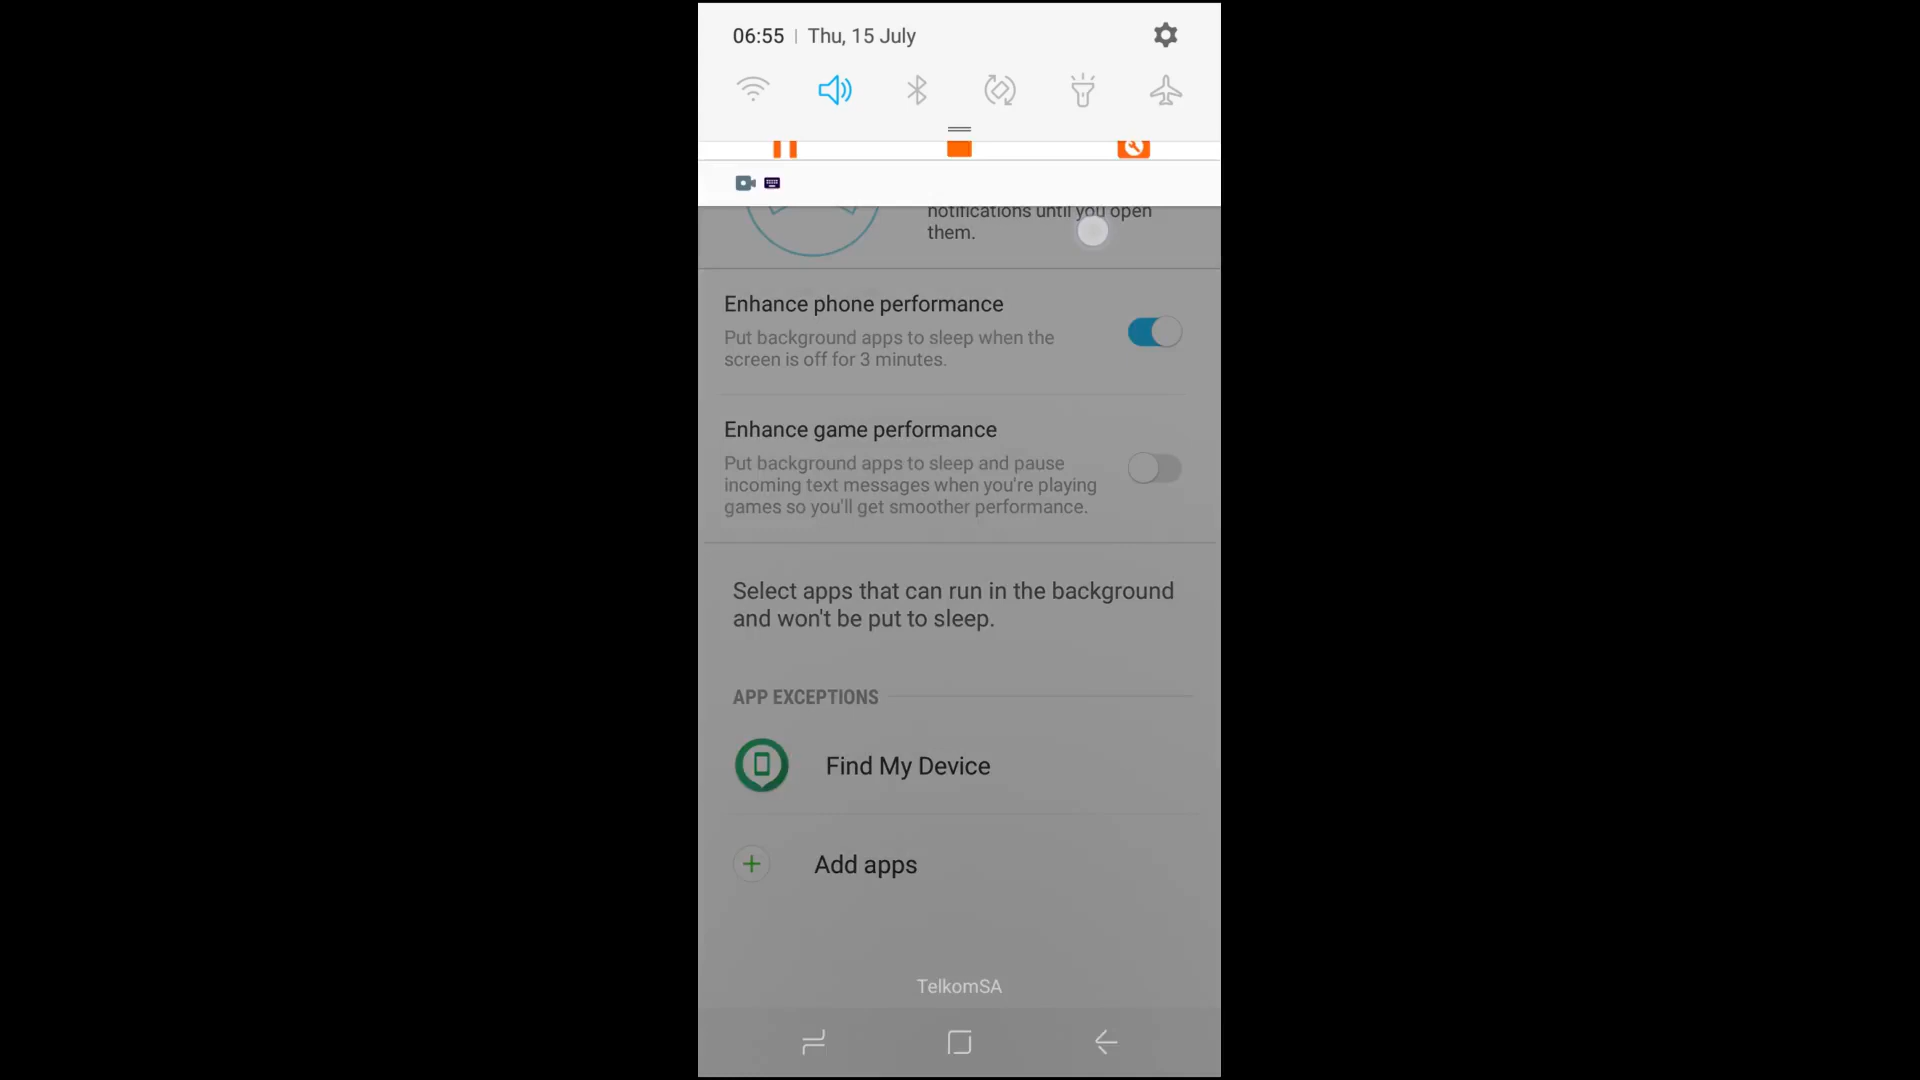 06:55 | Thu, 15 July
notifications until you open
them.
Enhance phone performance
Put background apps to sleep when the
screen is off for 3 minutes.
Enhance game performance
Put background apps to sleep and pause
incoming text messages when you're playing
games so you'll get smoother performance.
Select apps that can run in the background
and won't be put to sleep.
APP EXCEPTIONS
Find My Device
Add apps
TelkomSA